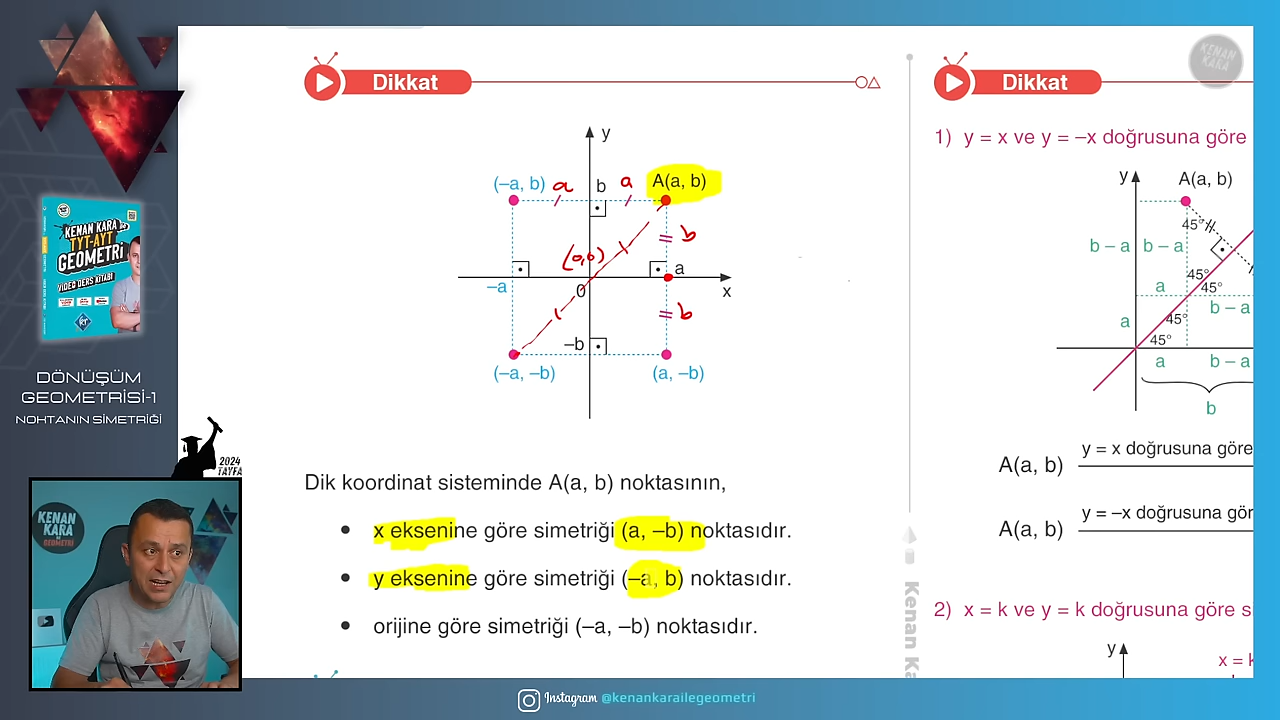 Dikkat
y
(–a, b)
a
b
a
A(a, b)
b
(0,0)
a
–a
0
x
b
–b
(–a, –b)
(a, –b)
Dik koordinat sisteminde A(a, b) noktasının,
• x eksenine göre simetriği (a, –b) noktasıdır.
• y eksenine göre simetriği (–a, b) noktasıdır.
• orijine göre simetriği (–a, –b) noktasıdır.
Dikkat
1) y = x ve y = –x doğrusuna göre
y
A(a, b)
45°
b – a
b – a
45°
a
45°
b – a
a
45°
45°
a
b – a
b
A(a, b)
y = x doğrusuna göre
A(a, b)
y = –x doğrusuna gör
2) x = k ve y = k doğrusuna göre s
y
x = k
Kenan Ka
KENAN
KARA
KENAN KARA ile
TYT-AYT
GEOMETRİ
VİDEO DERS KİTABI
DÖNÜŞÜM
GEOMETRİSİ-1
NOKTANIN SİMETRİĞİ
2024
TAYFA
KENAN
KARA
ile
GEOMETRİ
Instagram @kenankarailegeometri